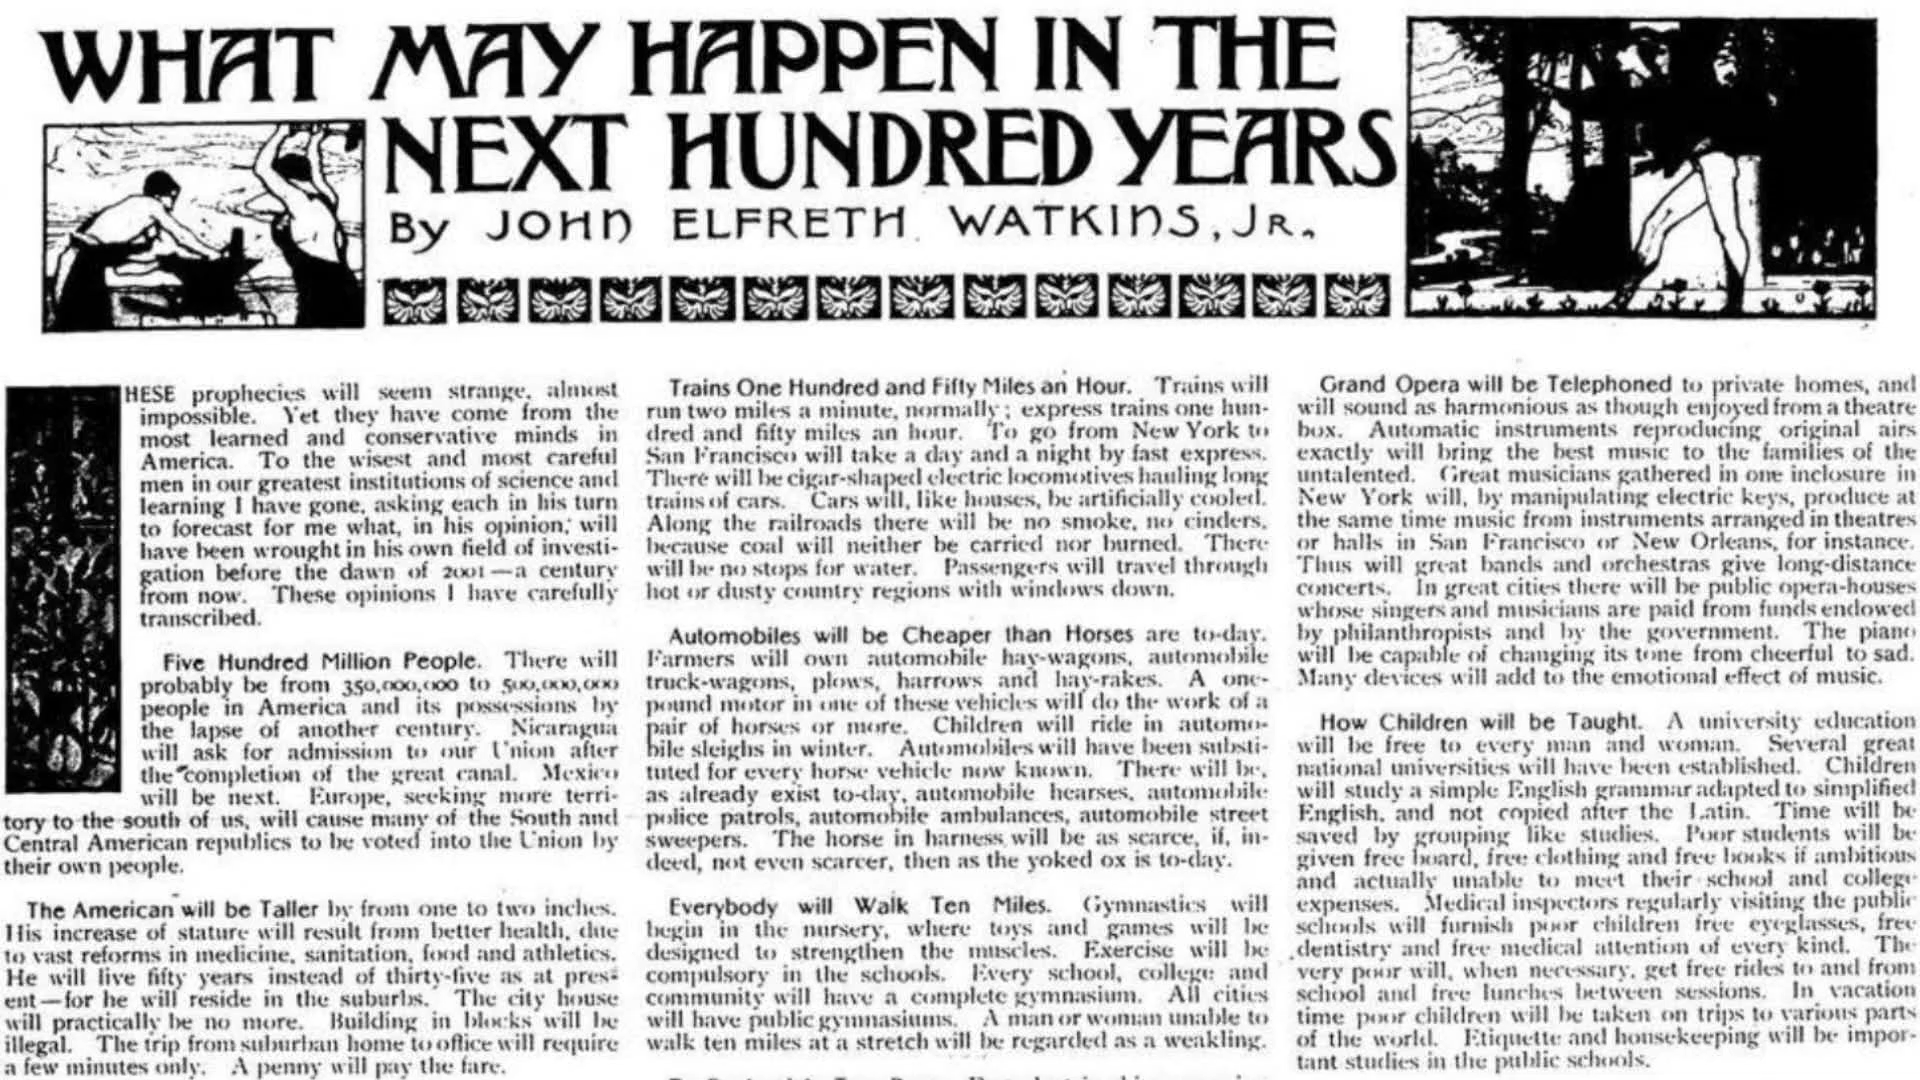 WHAT MAY HAPPEN IN THE
NEXT HUNDRED YEARS
By JOHN ELFRETH WATKINS, JR.
HESE prophecies will seem strange, almost
impossible. Yet they have come from the
most learned and conservative minds in
America. To the wisest and most careful
men in our greatest institutions of science and
learning I have gone, asking each in his turn
to forecast for me what, in his opinion, will
have been wrought in his own field of investi-
gation before the dawn of 2001—a century
from now. These opinions I have carefully
transcribed.
Five Hundred Million People. There will
probably be from 350,000,000 to 500,000,000
people in America and its possessions by
the lapse of another century. Nicaragua
will ask for admission to our Union after
the completion of the great canal. Mexico
will be next. Europe, seeking more terri-
tory to the south of us, will cause many of the South and
Central American republics to be voted into the Union by
their own people.
The American will be Taller by from one to two inches.
His increase of stature will result from better health, due
to vast reforms in medicine, sanitation, food and athletics.
He will live fifty years instead of thirty-five as at pres-
ent—for he will reside in the suburbs. The city house
will practically be no more. Building in blocks will be
illegal. The trip from suburban home to office will require
a few minutes only. A penny will pay the fare.
Trains One Hundred and Fifty Miles an Hour. Trains will
run two miles a minute, normally; express trains one hun-
dred and fifty miles an hour. To go from New York to
San Francisco will take a day and a night by fast express.
There will be cigar-shaped electric locomotives hauling long
trains of cars. Cars will, like houses, be artificially cooled.
Along the railroads there will be no smoke, no cinders,
because coal will neither be carried nor burned. There
will be no stops for water. Passengers will travel through
hot or dusty country regions with windows down.
Automobiles will be Cheaper than Horses are to-day.
Farmers will own automobile hay-wagons, automobile
truck-wagons, plows, harrows and hay-rakes. A one-
pound motor in one of these vehicles will do the work of a
pair of horses or more. Children will ride in automo-
bile sleighs in winter. Automobiles will have been substi-
tuted for every horse vehicle now known. There will be,
as already exist to-day, automobile hearses, automobile
police patrols, automobile ambulances, automobile street
sweepers. The horse in harness will be as scarce, if, in-
deed, not even scarcer, then as the yoked ox is to-day.
Everybody will Walk Ten Miles. Gymnastics will
begin in the nursery, where toys and games will be
designed to strengthen the muscles. Exercise will be
compulsory in the schools. Every school, college and
community will have a complete gymnasium. All cities
will have public gymnasiums. A man or woman unable to
walk ten miles at a stretch will be regarded as a weakling.
Grand Opera will be Telephoned to private homes, and
will sound as harmonious as though enjoyed from a theatre
box. Automatic instruments reproducing original airs
exactly will bring the best music to the families of the
untalented. Great musicians gathered in one inclosure in
New York will, by manipulating electric keys, produce at
the same time music from instruments arranged in theatres
or halls in San Francisco or New Orleans, for instance.
Thus will great bands and orchestras give long-distance
concerts. In great cities there will be public opera-houses
whose singers and musicians are paid from funds endowed
by philanthropists and by the government. The piano
will be capable of changing its tone from cheerful to sad.
Many devices will add to the emotional effect of music.
How Children will be Taught. A university education
will be free to every man and woman. Several great
national universities will have been established. Children
will study a simple English grammar adapted to simplified
English, and not copied after the Latin. Time will be
saved by grouping like studies. Poor students will be
given free board, free clothing and free books if ambitious
and actually unable to meet their school and college
expenses. Medical inspectors regularly visiting the public
schools will furnish poor children free eyeglasses, free
dentistry and free medical attention of every kind. The
very poor will, when necessary, get free rides to and from
school and free lunches between sessions. In vacation
time poor children will be taken on trips to various parts
of the world. Etiquette and housekeeping will be impor-
tant studies in the public schools.